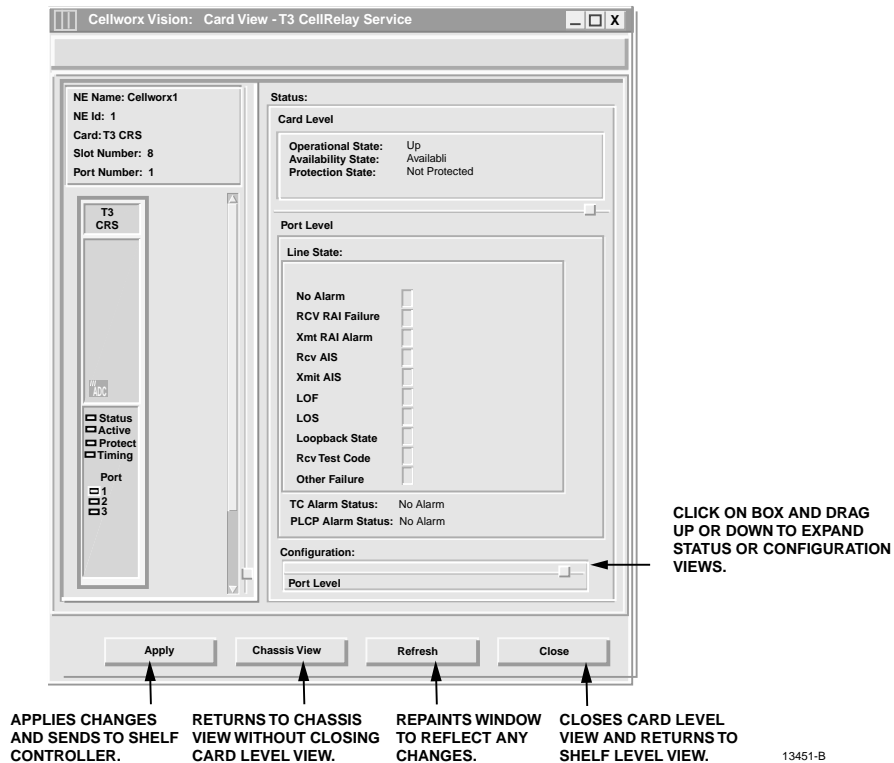 Cellworx Vision: Card View - T3 CellRelay Service
X
NE Name: Cellworx1
NE Id: 1
Card: T3 CRS
Slot Number: 8
Port Number: 1
T3
CRS
ADC
Status
Active
Protect
Timing
Port
1
2
3
Status:
Card Level
Operational State: Up
Availability State: Availabli
Protection State: Not Protected
Port Level
Line State:
No Alarm
RCV RAI Failure
Xmt RAI Alarm
Rcv AIS
Xmit AIS
LOF
LOS
Loopback State
Rcv Test Code
Other Failure
TC Alarm Status: No Alarm
PLCP Alarm Status: No Alarm
Configuration:
Port Level
CLICK ON BOX AND DRAG
UP OR DOWN TO EXPAND
STATUS OR CONFIGURATION
VIEWS.
Apply
Chassis View
Refresh
Close
APPLIES CHANGES
AND SENDS TO SHELF
CONTROLLER.
RETURNS TO CHASSIS
VIEW WITHOUT CLOSING
CARD LEVEL VIEW.
REPAINTS WINDOW
TO REFLECT ANY
CHANGES.
CLOSES CARD LEVEL
VIEW AND RETURNS TO
SHELF LEVEL VIEW.
13451-B